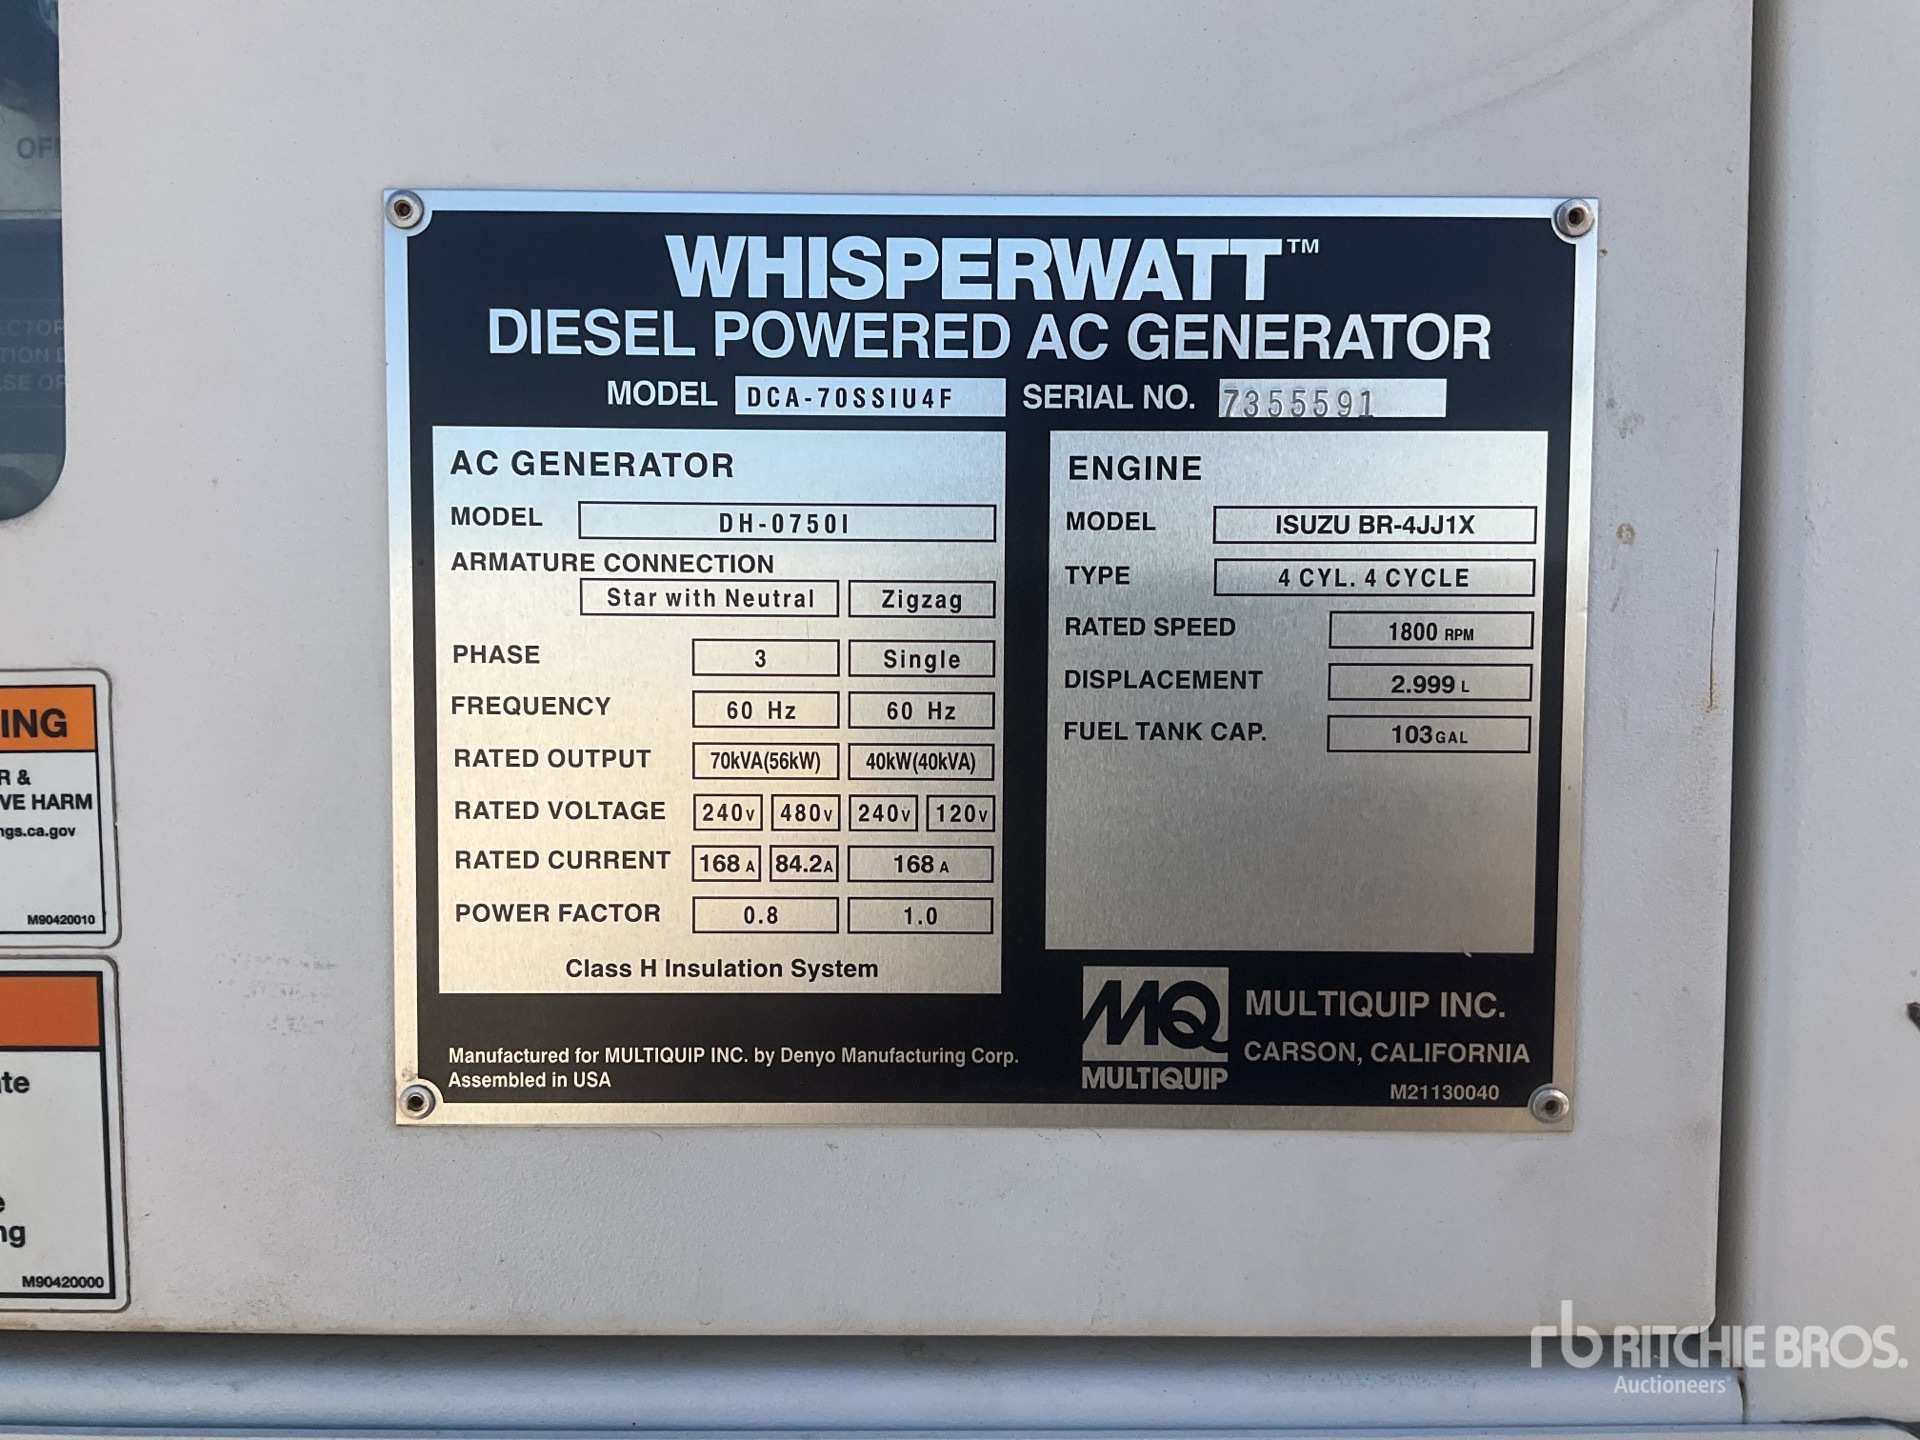 WHISPERWATT™
DIESEL POWERED AC GENERATOR
MODEL DCA-70SSIU4F SERIAL NO. 7355591
AC GENERATOR
MODEL DH-0750I
ARMATURE CONNECTION
Star with Neutral Zigzag
PHASE 3 Single
FREQUENCY 60 Hz 60 Hz
RATED OUTPUT 70kVA(56kW) 40kW(40kVA)
RATED VOLTAGE 240V 480V 240V 120V
RATED CURRENT 168 A 84.2A 168 A
POWER FACTOR 0.8 1.0
Class H Insulation System
ENGINE
MODEL ISUZU BR-4JJ1X
TYPE 4 CYL. 4 CYCLE
RATED SPEED 1800 RPM
DISPLACEMENT 2.999 L
FUEL TANK CAP. 103 GAL
Manufactured for MULTIQUIP INC. by Denyo Manufacturing Corp.
Assembled in USA
MQ
MULTIQUIP
MULTIQUIP INC.
CARSON, CALIFORNIA
M21130040
ING
R &
VE HARM
ngs.ca.gov
M90420010
te
ng
M90420000
rb RITCHIE BROS.
Auctioneers